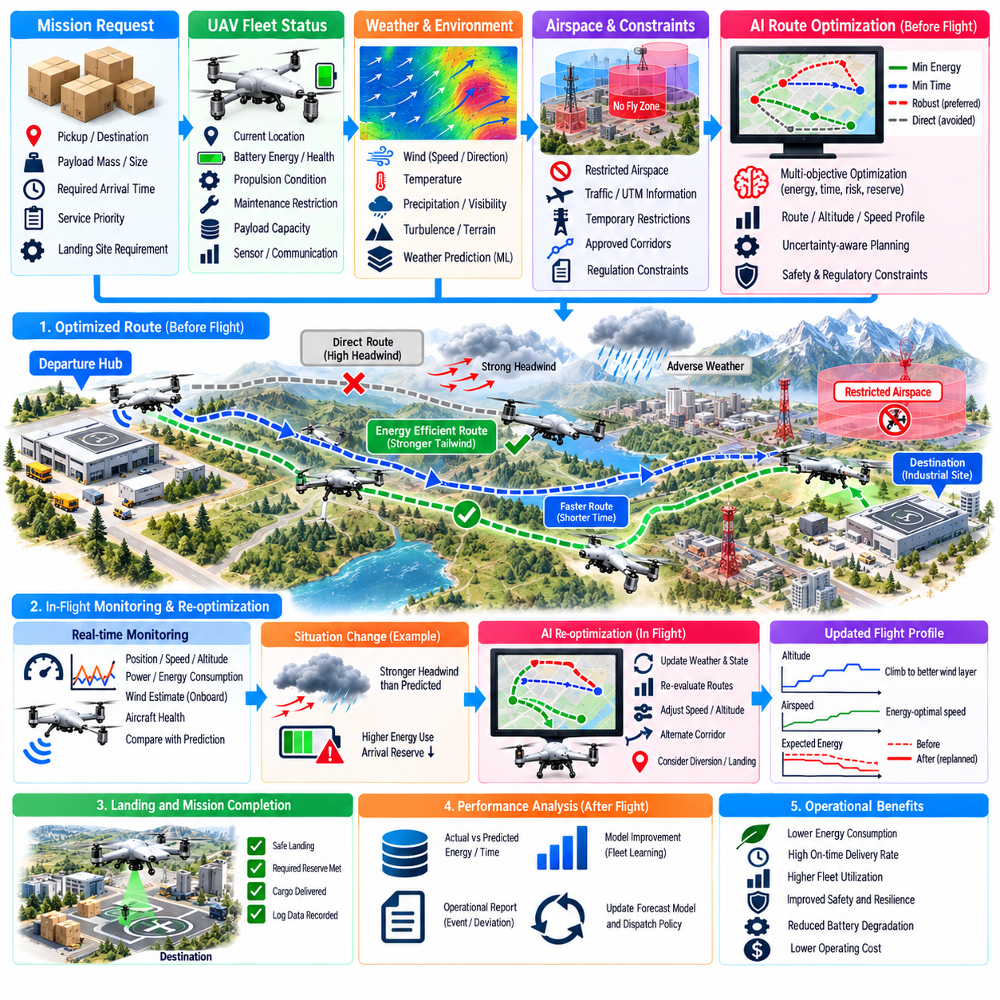 Mission Request
Pickup / Destination
Payload Mass / Size
Required Arrival Time
Service Priority
Landing Site Requirement
UAV Fleet Status
Current Location
Battery Energy / Health
Propulsion Condition
Maintenance Restriction
Payload Capacity
Sensor / Communication
Weather & Environment
Wind (Speed / Direction)
Temperature
Precipitation / Visibility
Turbulence / Terrain
Weather Prediction (ML)
Airspace & Constraints
No Fly Zone
Restricted Airspace
Traffic / UTM Information
Temporary Restrictions
Approved Corridors
Regulation Constraints
AI Route Optimization (Before Flight)
Min Energy
Min Time
Robust (preferred)
Direct (avoided)
Multi-objective Optimization
(energy, time, risk, reserve)
Route / Altitude / Speed Profile
Uncertainty-aware Planning
Safety & Regulatory Constraints
1. Optimized Route (Before Flight)
Departure Hub
Direct Route
(High Headwind)
Strong Headwind
Adverse Weather
Restricted Airspace
Energy Efficient Route
(Stronger Tailwind)
Faster Route
(Shorter Time)
Destination
(Industrial Site)
2. In-Flight Monitoring & Re-optimization
Real-time Monitoring
Position / Speed / Altitude
Power / Energy Consumption
Wind Estimate (Onboard)
Aircraft Health
Compare with Prediction
Situation Change (Example)
Stronger Headwind
than Predicted
Higher Energy Use
Arrival Reserve ↓
AI Re-optimization (In Flight)
Update Weather & State
Re-evaluate Routes
Adjust Speed / Altitude
Alternate Corridor
Consider Diversion / Landing
Updated Flight Profile
Altitude
Climb to better wind layer
Airspeed
Energy-optimal speed
Expected Energy
Before
After (replanned)
3. Landing and Mission Completion
Safe Landing
Required Reserve Met
Cargo Delivered
Log Data Recorded
Destination
4. Performance Analysis (After Flight)
Actual vs Predicted
Energy / Time
Model Improvement
(Fleet Learning)
Operational Report
(Event / Deviation)
Update Forecast Model
and Dispatch Policy
5. Operational Benefits
Lower Energy Consumption
High On-time Delivery Rate
Higher Fleet Utilization
Improved Safety and Resilience
Reduced Battery Degradation
$ Lower Operating Cost